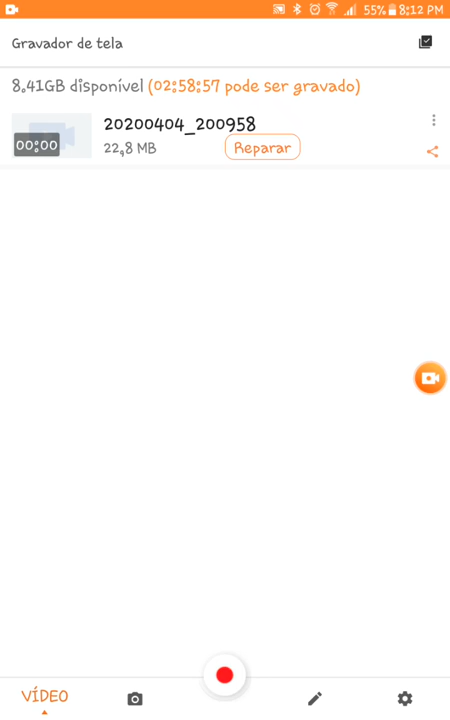 55% 8:12 PM
Gravador de tela
8.41GB disponível (02:58:57 pode ser gravado)
20200404_200958
00:00
22,8 MB
Reparar
VÍDEO